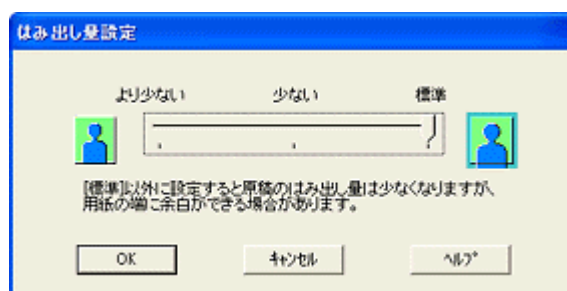 はみ出し量設定
より少ない 少ない 標準
[標準]以外に設定すると原稿のはみ出し量は少なくなりますが、
用紙の端に余白ができる場合があります。
OK ｷｬﾝｾﾙ ﾍﾙﾌﾟ